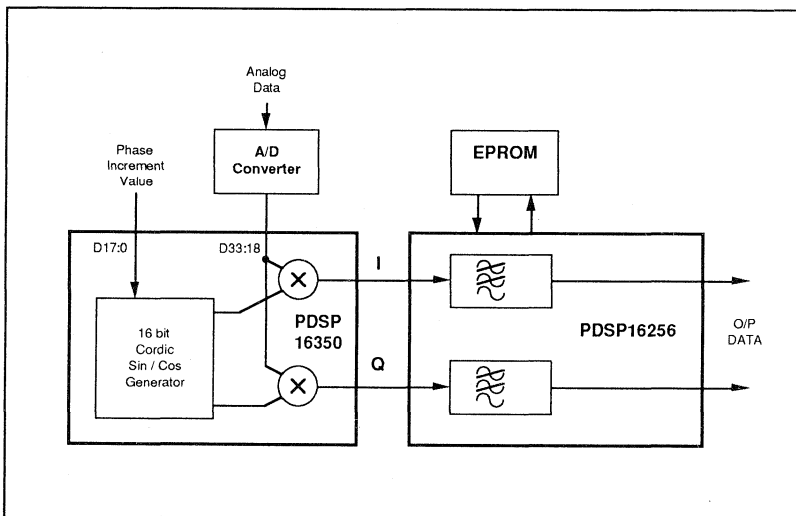 Analog
Data
Phase
Increment
Value
A/D
Converter
EPROM
D17:0
D33:18
I
16 bit
Cordic
Sin / Cos
Generator
PDSP
16350
Q
PDSP16256
O/P
DATA